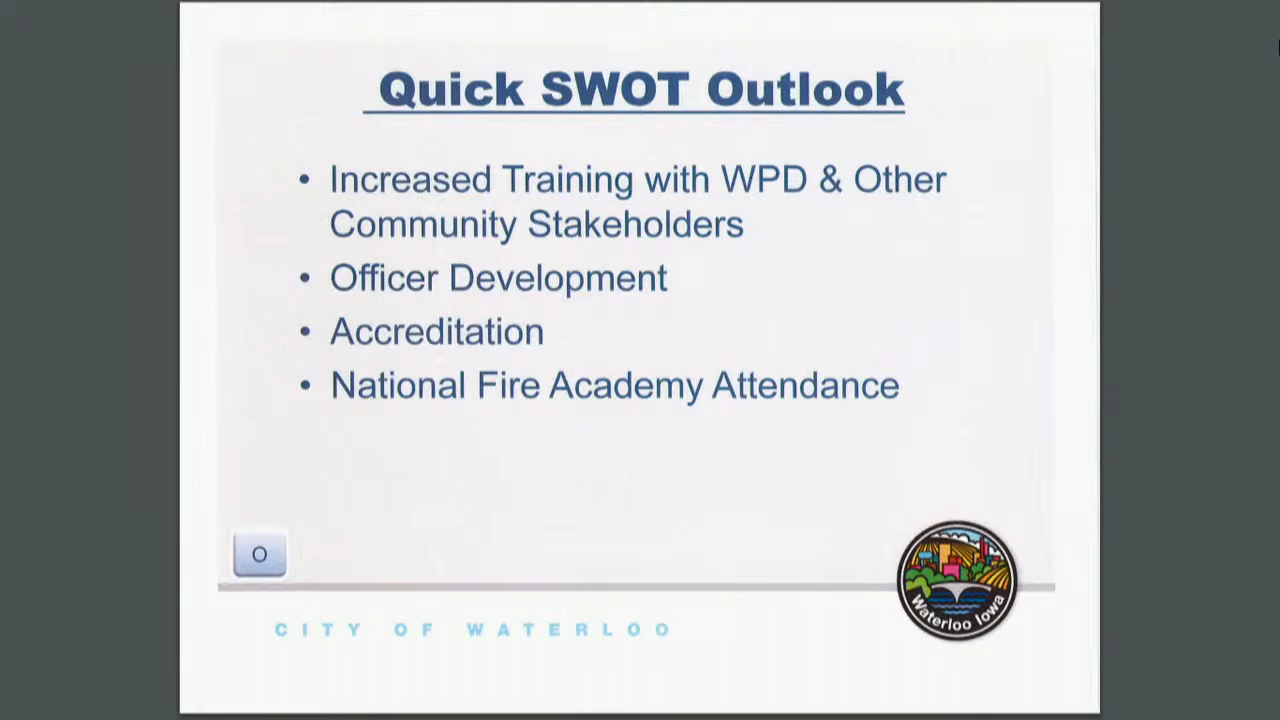 Quick SWOT Outlook
• Increased Training with WPD & Other
Community Stakeholders
• Officer Development
• Accreditation
• National Fire Academy Attendance
O
Waterloo Iowa
CITY OF WATERLOO